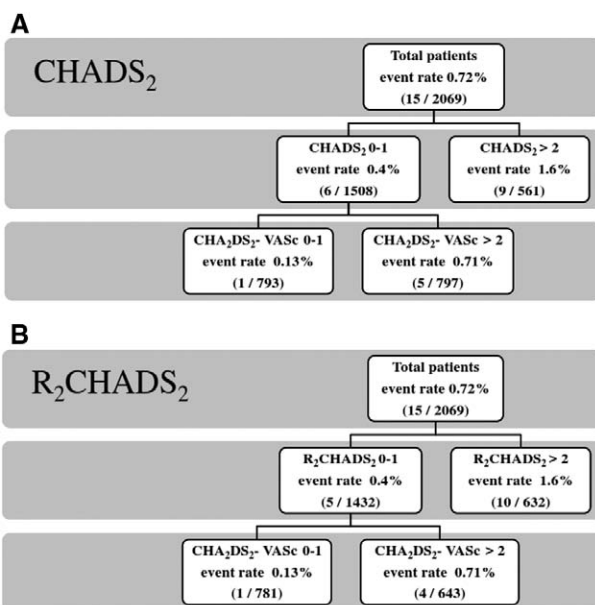 A
CHADS₂
Total patients
event rate 0.72%
(15 / 2069)
CHADS₂ 0-1
event rate 0.4%
(6 / 1508)
CHADS₂ > 2
event rate 1.6%
(9 / 561)
CHA₂DS₂- VASc 0-1
event rate 0.13%
(1 / 793)
CHA₂DS₂- VASc > 2
event rate 0.71%
(5 / 797)
B
R₂CHADS₂
Total patients
event rate 0.72%
(15 / 2069)
R₂CHADS₂ 0-1
event rate 0.4%
(5 / 1432)
R₂CHADS₂ > 2
event rate 1.6%
(10 / 632)
CHA₂DS₂- VASc 0-1
event rate 0.13%
(1 / 781)
CHA₂DS₂- VASc > 2
event rate 0.71%
(4 / 643)